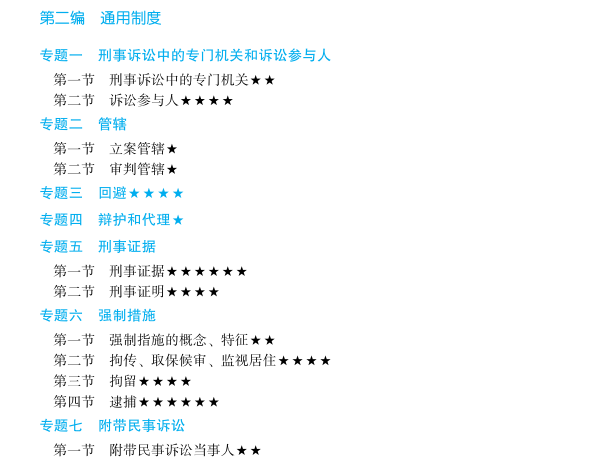 第二编　通用制度
专题一　刑事诉讼中的专门机关和诉讼参与人
第一节　刑事诉讼中的专门机关★★
第二节　诉讼参与人★★★★
专题二　管辖
第一节　立案管辖★
第二节　审判管辖★
专题三　回避★★★★
专题四　辩护和代理★
专题五　刑事证据
第一节　刑事证据★★★★★★
第二节　刑事证明★★★★
专题六　强制措施
第一节　强制措施的概念、特征★★
第二节　拘传、取保候审、监视居住★★★★
第三节　拘留★★★★
第四节　逮捕★★★★★★
专题七　附带民事诉讼
第一节　附带民事诉讼当事人★★